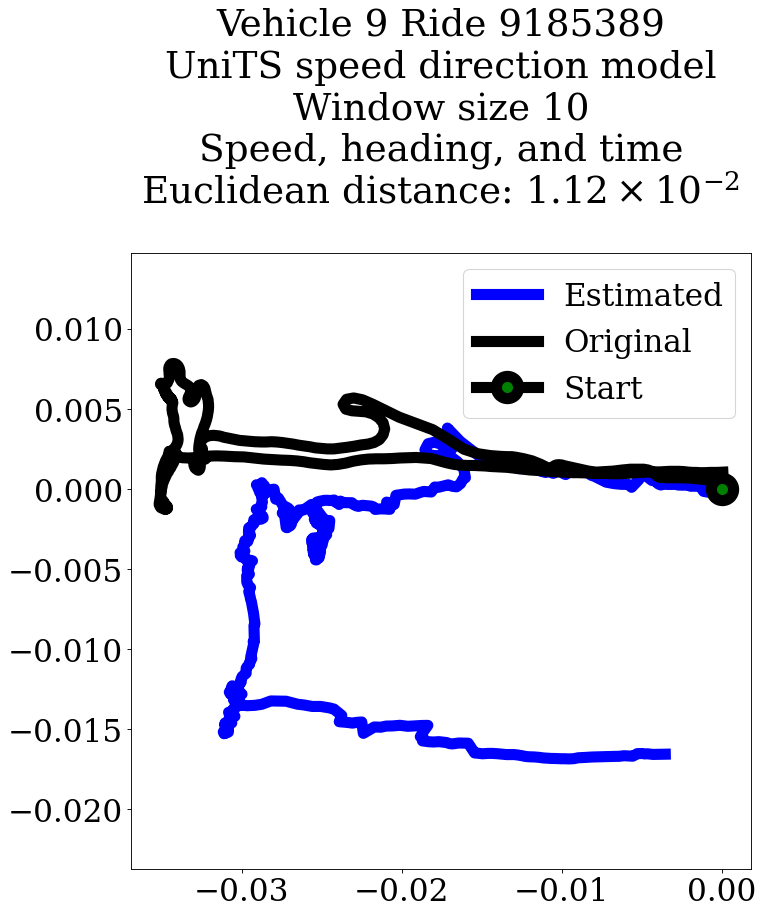 Vehicle 9 Ride 9185389
UniTS speed direction model
Window size 10
Speed, heading, and time
Euclidean distance: 1.12 × 10⁻²
Estimated
Original
Start
0.010
0.005
0.000
−0.005
−0.010
−0.015
−0.020
−0.03 −0.02 −0.01 0.00